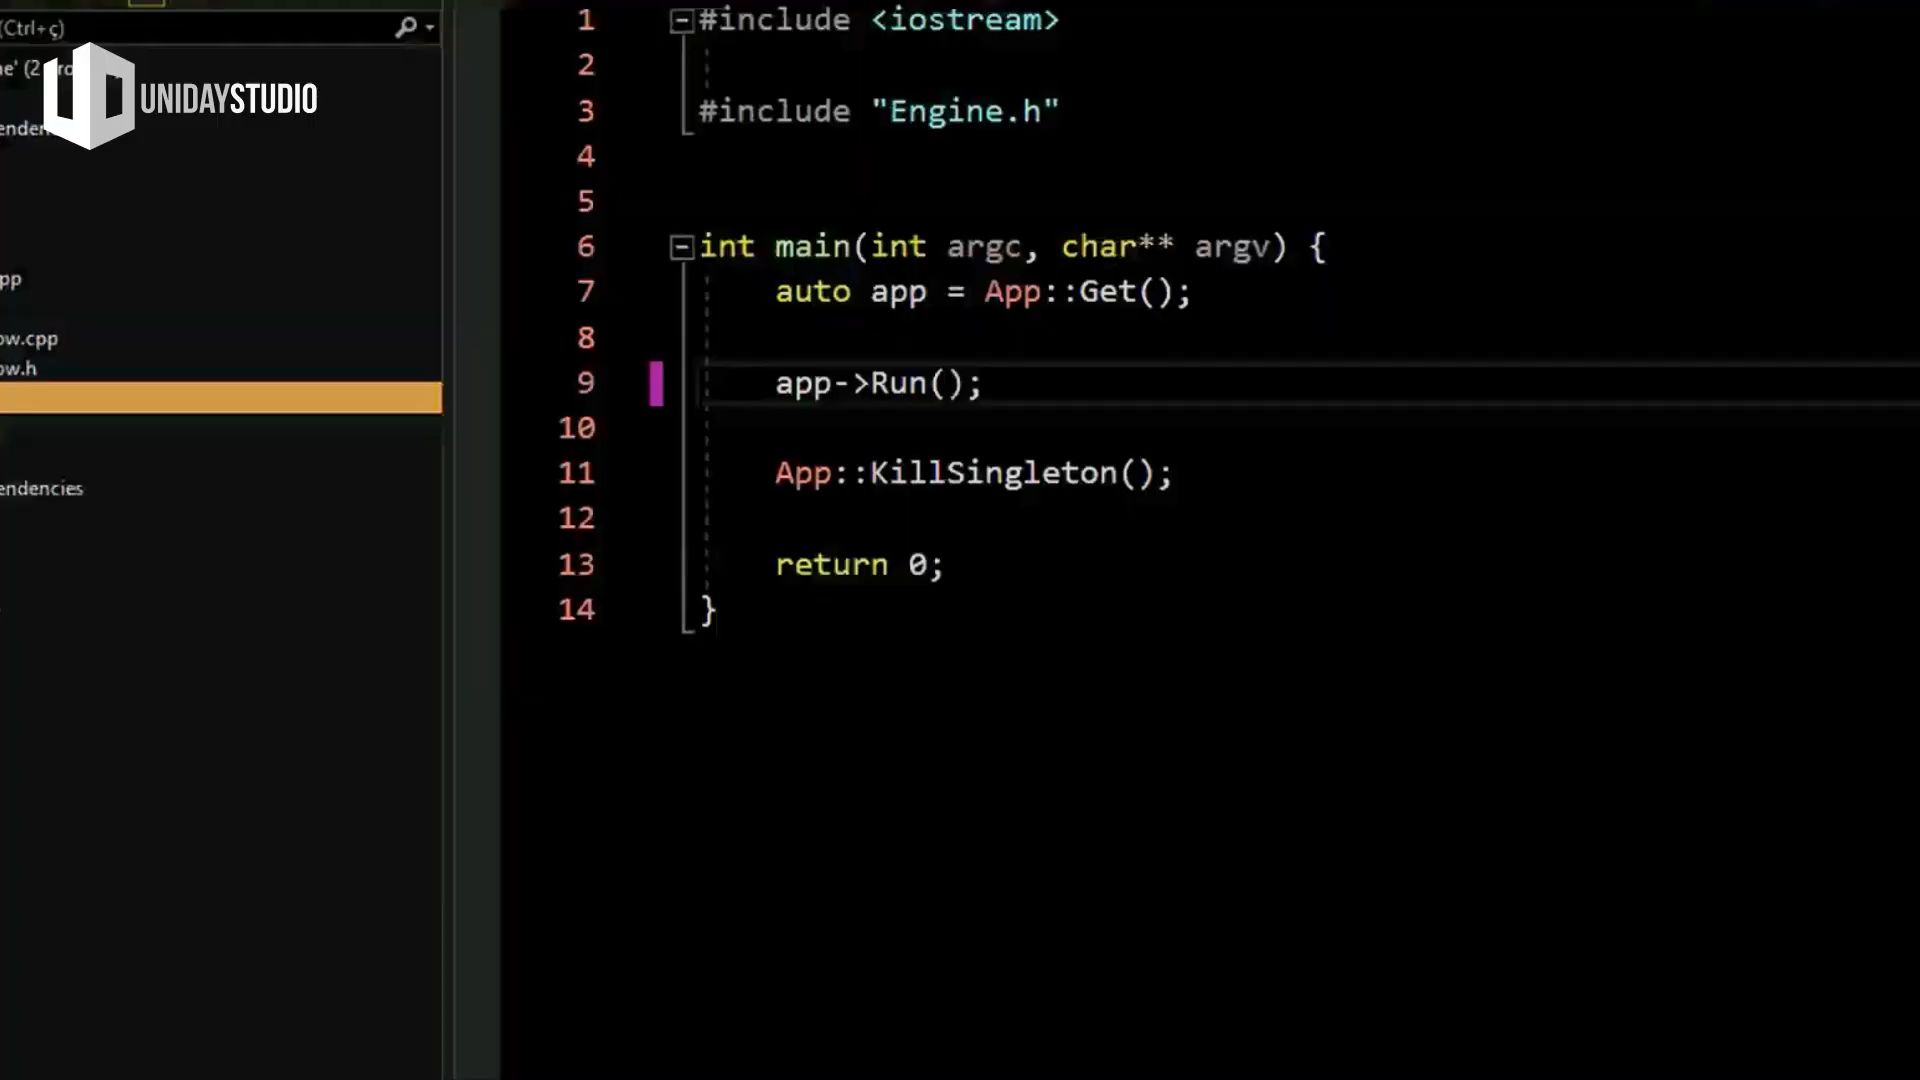 (Ctrl+ç)
UNIDAYSTUDIO
pp
ow.cpp
ow.h
endencies
1 #include <iostream>
2
3 #include "Engine.h"
4
5
6 int main(int argc, char** argv) {
7 auto app = App::Get();
8
9 app->Run();
10
11 App::KillSingleton();
12
13 return 0;
14 }